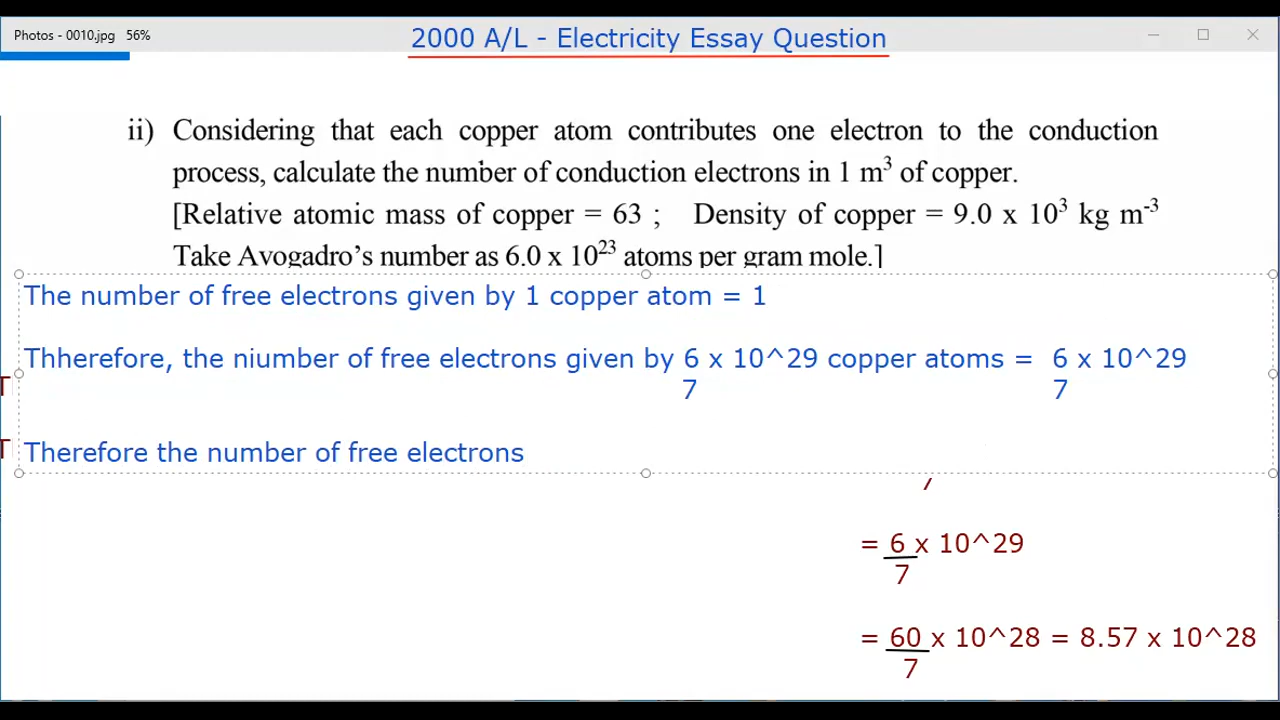 Photos - 0010.jpg 56%
2000 A/L - Electricity Essay Question
ii) Considering that each copper atom contributes one electron to the conduction
process, calculate the number of conduction electrons in 1 m³ of copper.
[Relative atomic mass of copper = 63 ; Density of copper = 9.0 x 10³ kg m⁻³
Take Avogadro's number as 6.0 x 10²³ atoms per gram mole.]
The number of free electrons given by 1 copper atom = 1
Thherefore, the niumber of free electrons given by 6 x 10^29 copper atoms = 6 x 10^29
7 7
T
T
Therefore the number of free electrons
= 6 x 10^29
7
= 60 x 10^28 = 8.57 x 10^28
7